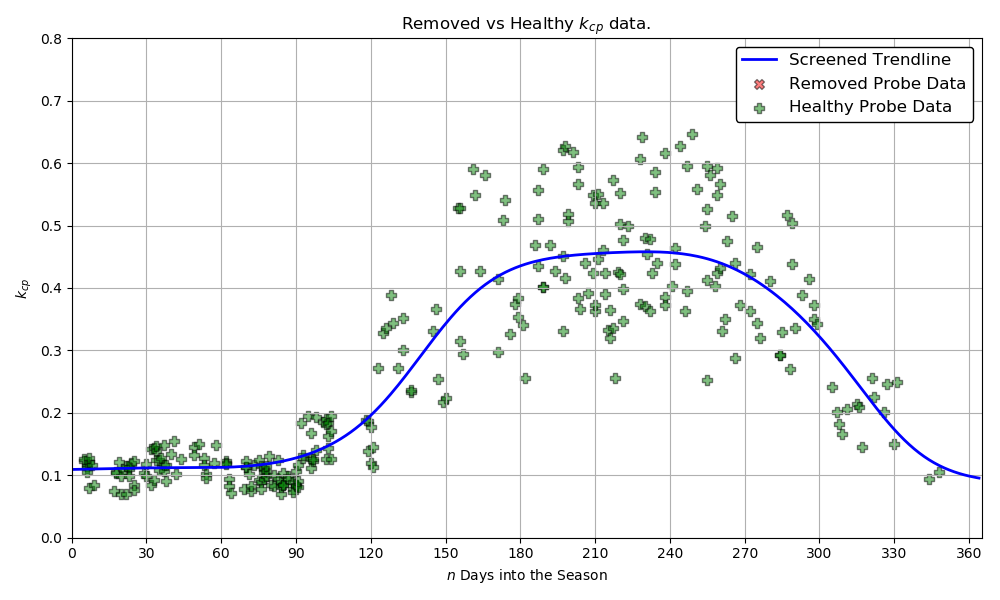 Removed vs Healthy k_cp data.
0.8
0.7
0.6
0.5
0.4
0.3
0.2
0.1
0.0
k_cp
Screened Trendline
Removed Probe Data
Healthy Probe Data
0 30 60 90 120 150 180 210 240 270 300 330 360
n Days into the Season